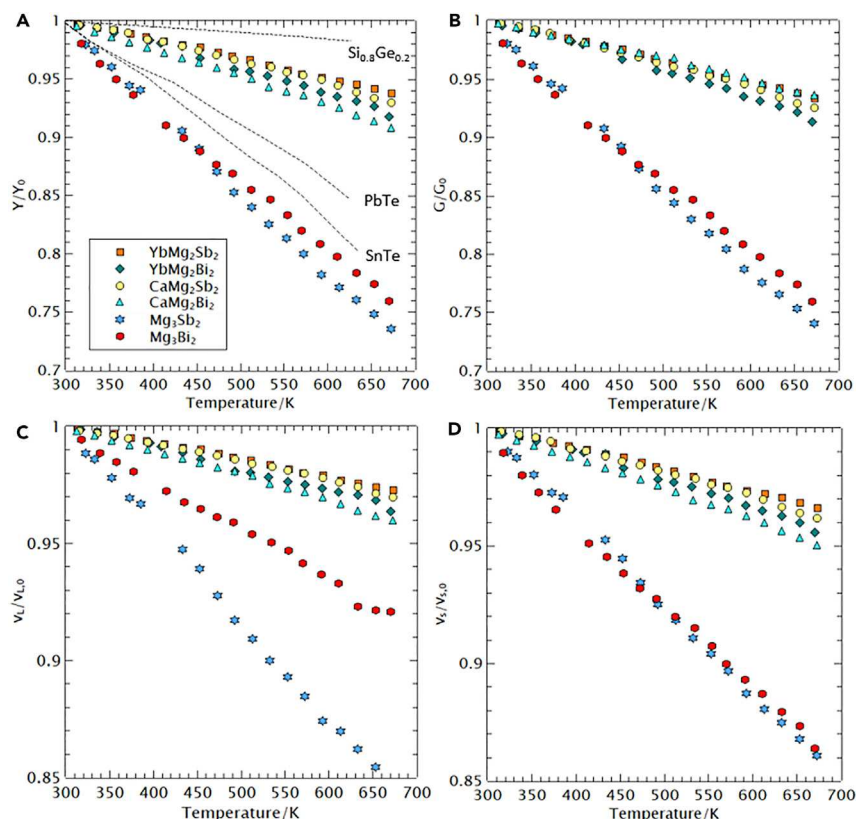 A
1
0.95
0.9
0.85
0.8
0.75
0.7
Y/Y₀
Si₀.₈Ge₀.₂
PbTe
SnTe
YbMg₂Sb₂
YbMg₂Bi₂
CaMg₂Sb₂
CaMg₂Bi₂
Mg₃Sb₂
Mg₃Bi₂
300 350 400 450 500 550 600 650 700
Temperature/K
B
1
0.95
0.9
0.85
0.8
0.75
0.7
G/G₀
300 350 400 450 500 550 600 650 700
Temperature/K
C
1
0.95
0.9
0.85
v_L/v_L,0
300 350 400 450 500 550 600 650 700
Temperature/K
D
1
0.95
0.9
0.85
v_S/v_S,0
300 350 400 450 500 550 600 650 700
Temperature/K